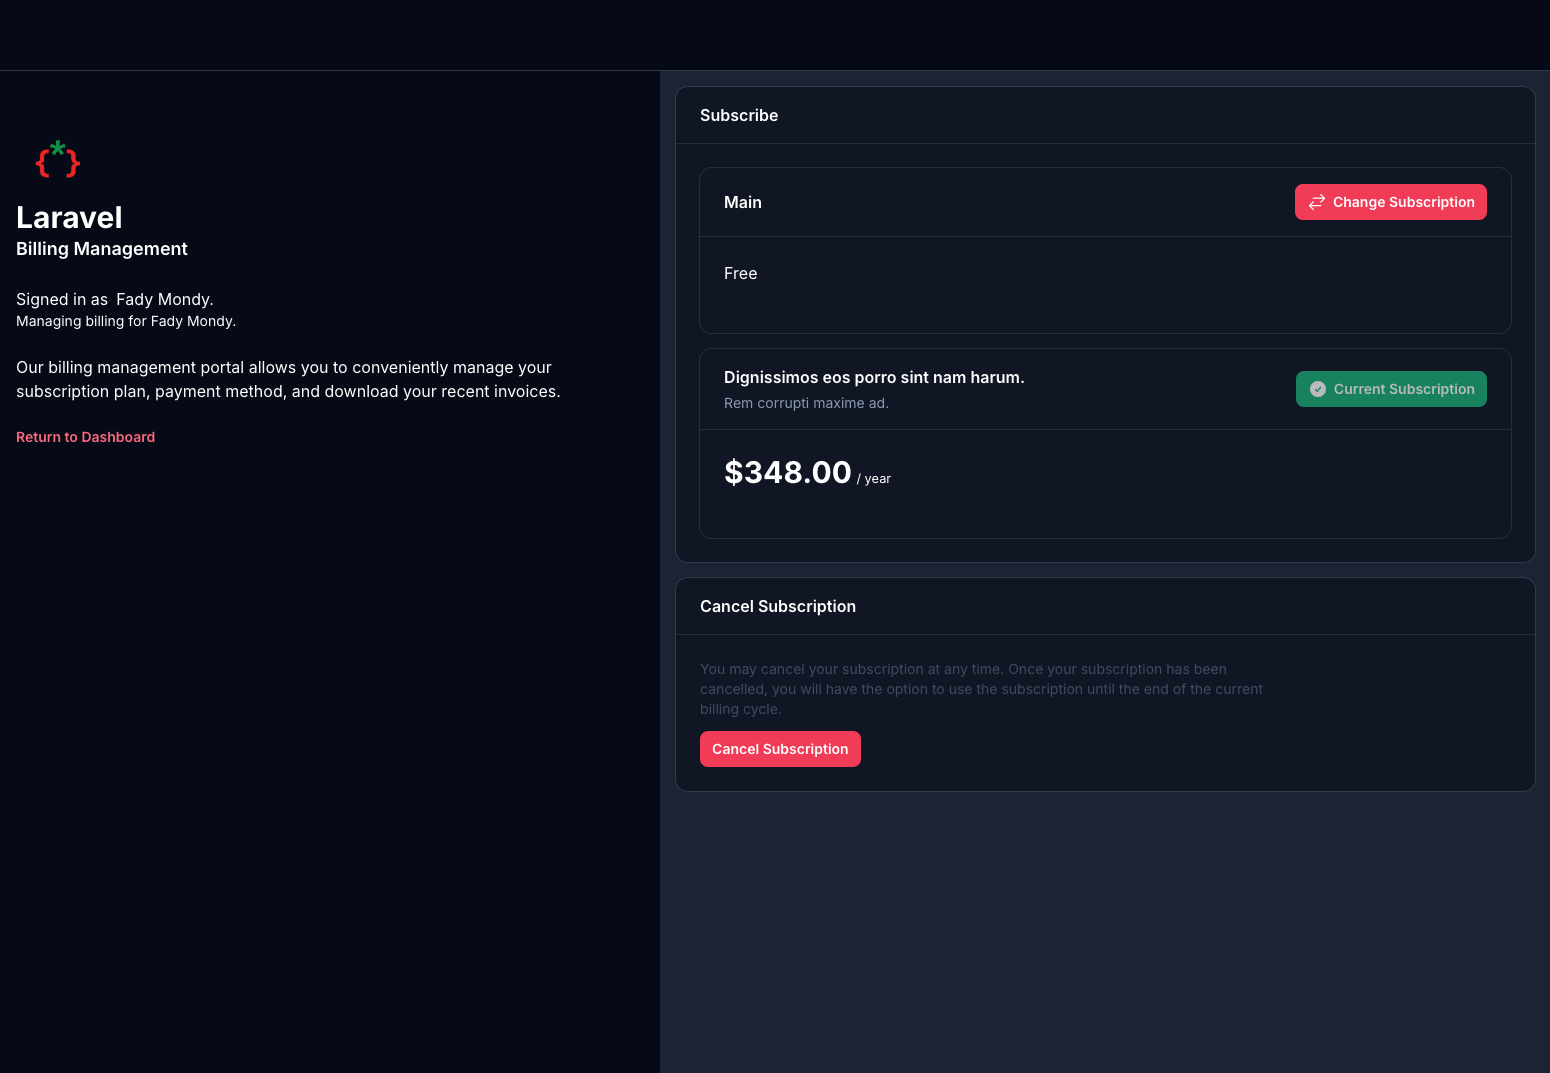 Laravel
Billing Management
Signed in as Fady Mondy.
Managing billing for Fady Mondy.
Our billing management portal allows you to conveniently manage your
subscription plan, payment method, and download your recent invoices.
Return to Dashboard
Subscribe
Main
Change Subscription
Free
Dignissimos eos porro sint nam harum.
Rem corrupti maxime ad.
Current Subscription
$348.00 / year
Cancel Subscription
You may cancel your subscription at any time. Once your subscription has been
cancelled, you will have the option to use the subscription until the end of the current
billing cycle.
Cancel Subscription